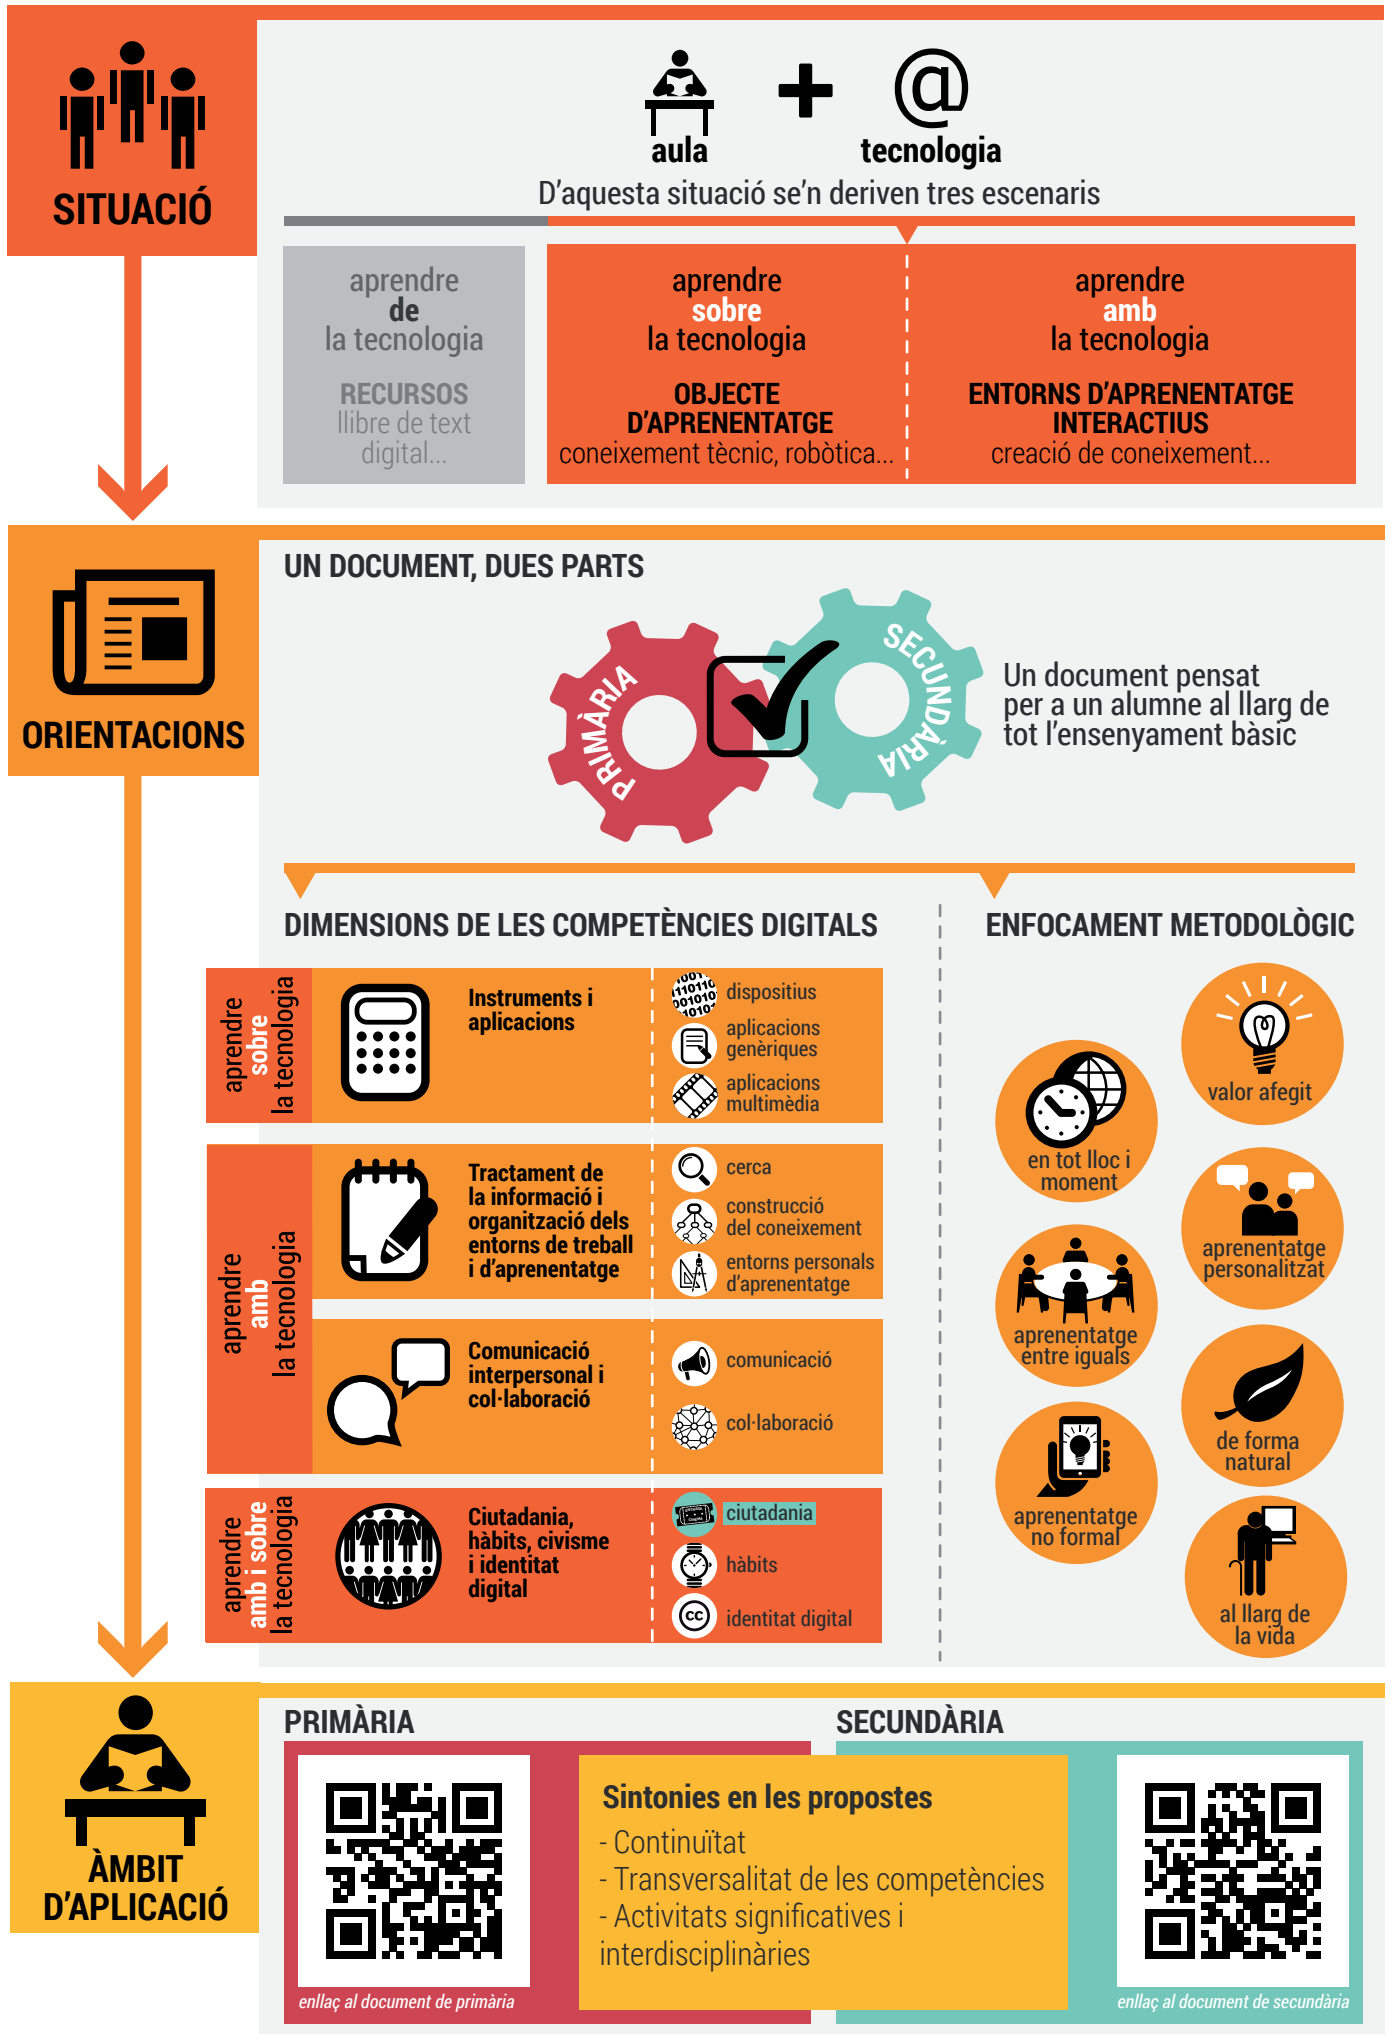 SITUACIÓ
aula
tecnologia
D'aquesta situació se'n deriven tres escenaris
aprendre
de
la tecnologia
RECURSOS
llibre de text
digital...
aprendre
sobre
la tecnologia
OBJECTE
D'APRENENTATGE
coneixement tècnic, robòtica...
aprendre
amb
la tecnologia
ENTORNS D'APRENENTATGE
INTERACTIUS
creació de coneixement...
ORIENTACIONS
UN DOCUMENT, DUES PARTS
PRIMÀRIA
SECUNDÀRIA
Un document pensat
per a un alumne al llarg de
tot l'ensenyament bàsic
DIMENSIONS DE LES COMPETÈNCIES DIGITALS
aprendre
sobre
la tecnologia
Instruments i
aplicacions
dispositius
aplicacions
genèriques
aplicacions
multimèdia
aprendre
amb
la tecnologia
Tractament de
la informació i
organització dels
entorns de treball
i d'aprenentatge
cerca
construcció
del coneixement
entorns personals
d'aprenentatge
Comunicació
interpersonal i
col·laboració
comunicació
col·laboració
aprendre
amb i sobre
la tecnologia
Ciutadania,
hàbits, civisme
i identitat
digital
ciutadania
hàbits
cc
identitat digital
ENFOCAMENT METODOLÒGIC
valor afegit
en tot lloc i
moment
aprenentatge
personalitzat
aprenentatge
entre iguals
de forma
natural
aprenentatge
no formal
al llarg de
la vida
ÀMBIT
D'APLICACIÓ
PRIMÀRIA
enllaç al document de primària
Sintonies en les propostes
- Continuïtat
- Transversalitat de les competències
- Activitats significatives i
interdisciplinàries
SECUNDÀRIA
enllaç al document de secundària